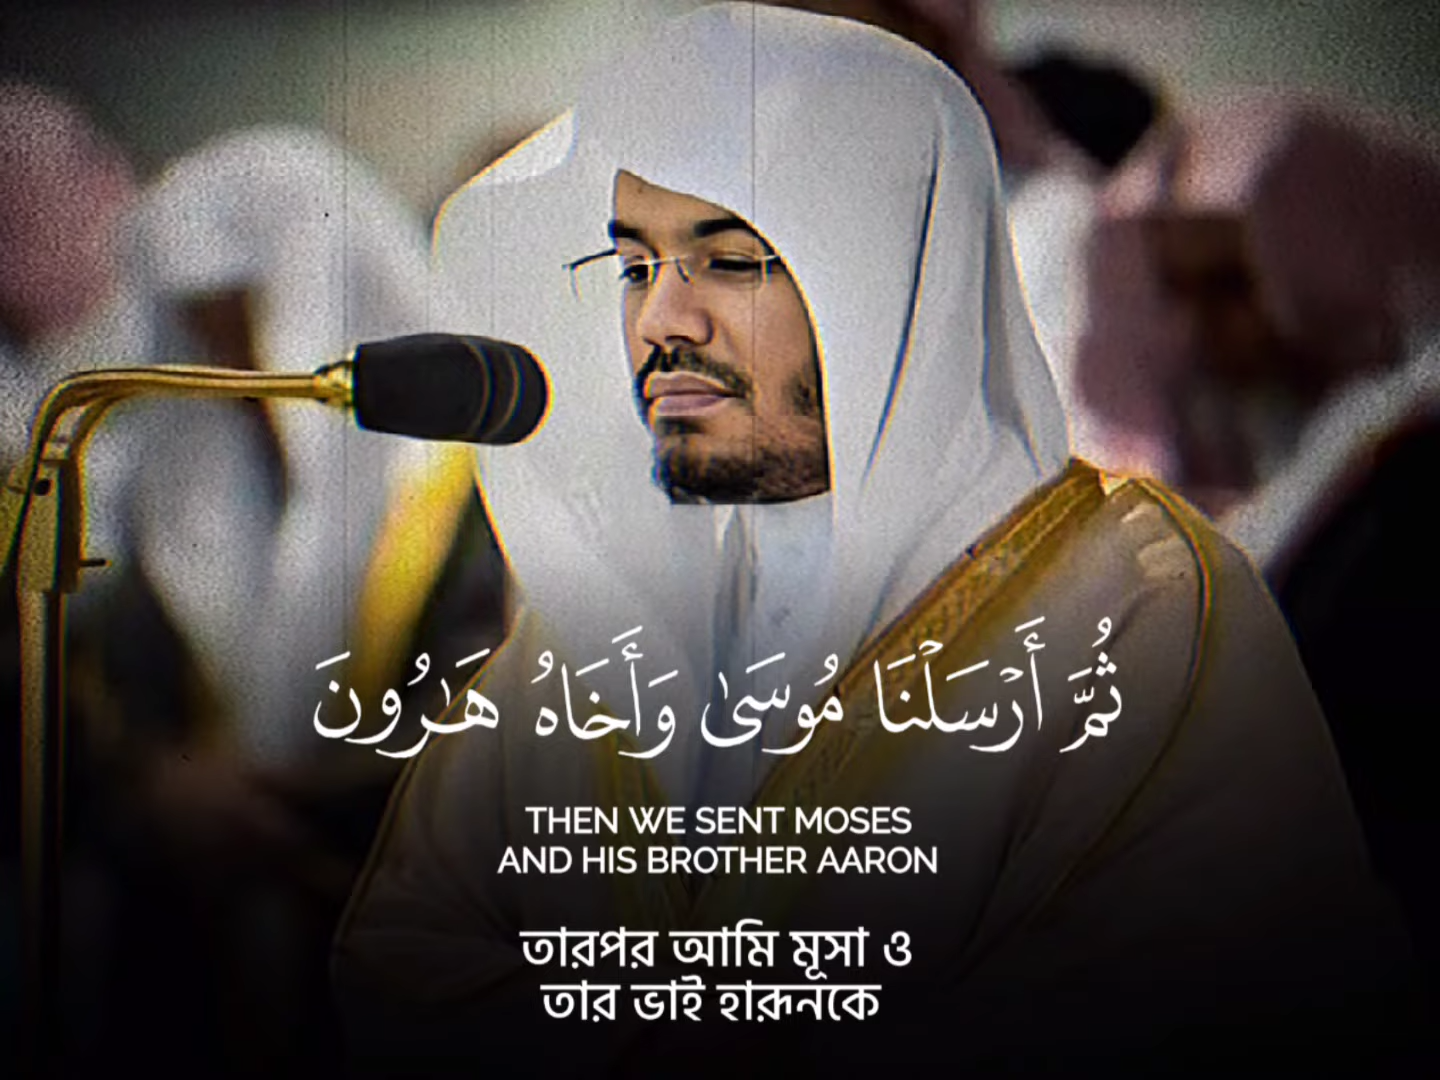 ثُمَّ أَرْسَلْنَا مُوسَىٰ وَأَخَاهُ هَـٰرُونَ
THEN WE SENT MOSES
AND HIS BROTHER AARON
তারপর আমি মূসা ও
তার ভাই হারূনকে